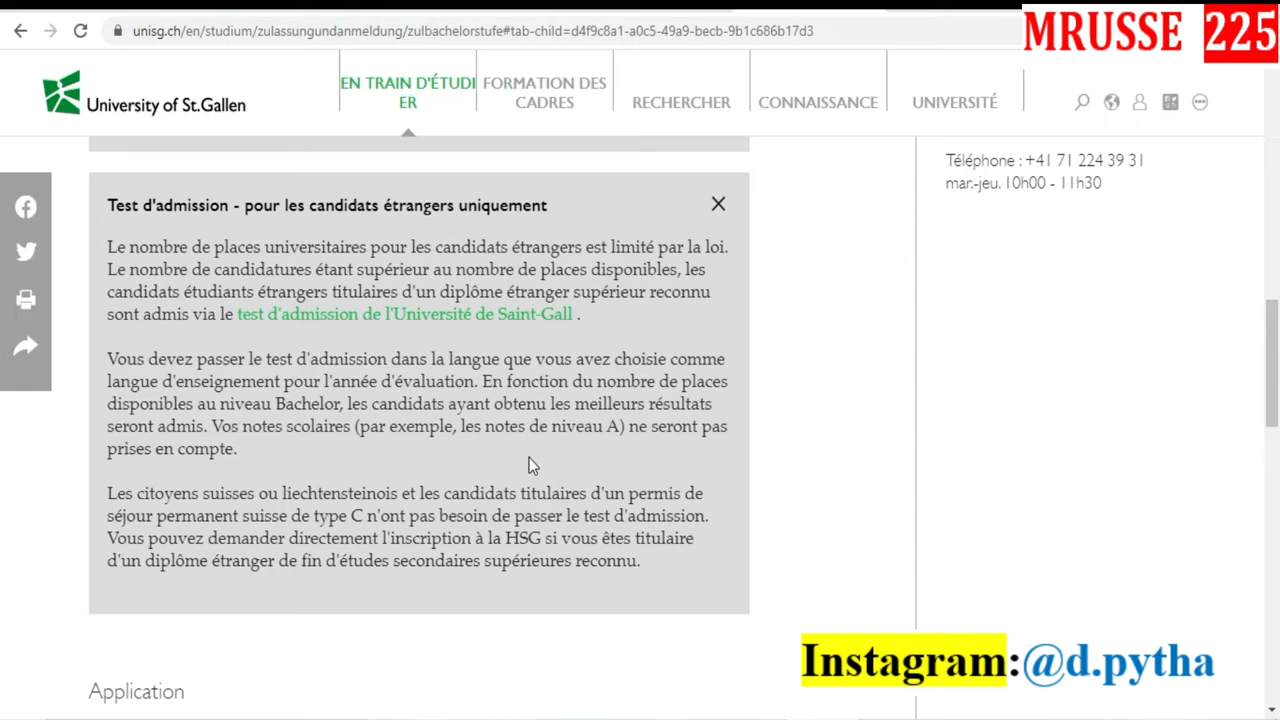 unisg.ch/en/studium/zulassungundanmeldung/zulbachelorstufe#tab-child=d4f9c8a1-a0c5-49a9-becb-9b1c686b17d3
MRUSSE 225
University of St.Gallen
EN TRAIN D'ÉTUDI
ER
FORMATION DES
CADRES
RECHERCHER
CONNAISSANCE
UNIVERSITÉ
Téléphone : +41 71 224 39 31
mar.-jeu. 10h00 - 11h30
Test d'admission - pour les candidats étrangers uniquement
Le nombre de places universitaires pour les candidats étrangers est limité par la loi.
Le nombre de candidatures étant supérieur au nombre de places disponibles, les
candidats étudiants étrangers titulaires d'un diplôme étranger supérieur reconnu
sont admis via le test d'admission de l'Université de Saint-Gall .
Vous devez passer le test d'admission dans la langue que vous avez choisie comme
langue d'enseignement pour l'année d'évaluation. En fonction du nombre de places
disponibles au niveau Bachelor, les candidats ayant obtenu les meilleurs résultats
seront admis. Vos notes scolaires (par exemple, les notes de niveau A) ne seront pas
prises en compte.
Les citoyens suisses ou liechtensteinois et les candidats titulaires d'un permis de
séjour permanent suisse de type C n'ont pas besoin de passer le test d'admission.
Vous pouvez demander directement l'inscription à la HSG si vous êtes titulaire
d'un diplôme étranger de fin d'études secondaires supérieures reconnu.
Application
Instagram:@d.pytha